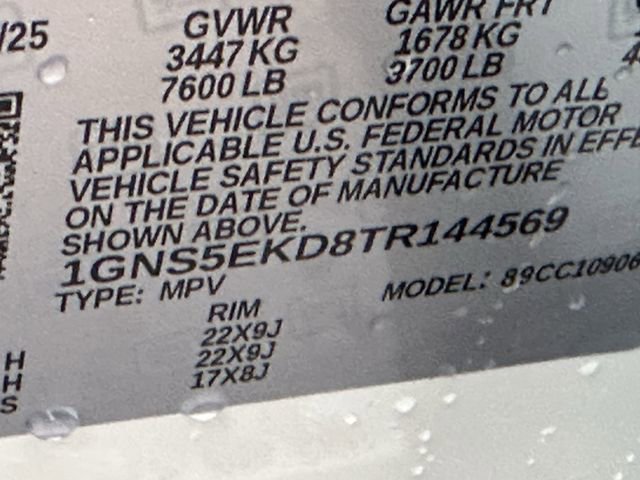 /25
GVWR
3447 KG
7600 LB
GAWR FRT
1678 KG
3700 LB
THIS VEHICLE CONFORMS TO ALL
APPLICABLE U.S. FEDERAL MOTOR
VEHICLE SAFETY STANDARDS IN EFFE
ON THE DATE OF MANUFACTURE
SHOWN ABOVE.
1GNS5EKD8TR144569
TYPE: MPV
MODEL: 89CC10906
RIM
22X9J
H 22X9J
H 17X8J
S